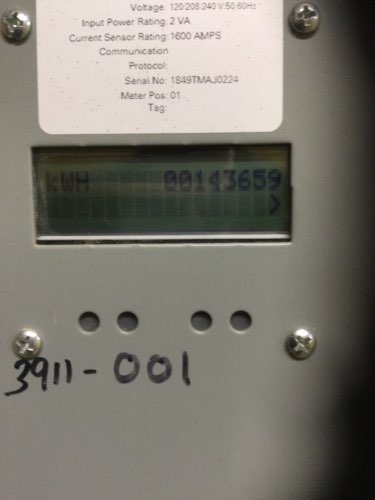 Voltage: 120:208:240 V:50;60Hz
Input Power Rating: 2 VA
Current Sensor Rating: 1600 AMPS
Communication
Protocol:
Serial No: 1849TMAJ0224
Meter Pos: 01
Tag:
kWH 00143659
>
3911-001